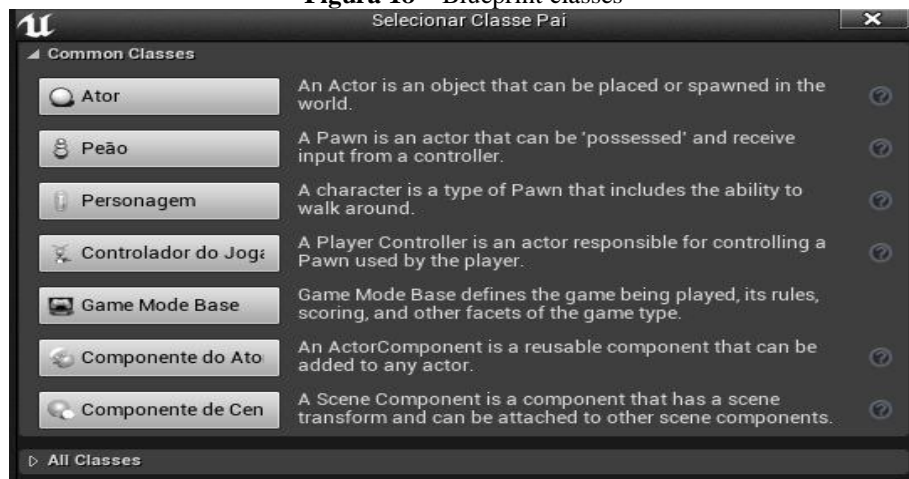 Figura 18 – Blueprint classes
Selecionar Classe Pai
Common Classes
Ator
An Actor is an object that can be placed or spawned in the
world.
Peão
A Pawn is an actor that can be 'possessed' and receive
input from a controller.
Personagem
A character is a type of Pawn that includes the ability to
walk around.
Controlador do Joga
A Player Controller is an actor responsible for controlling a
Pawn used by the player.
Game Mode Base
Game Mode Base defines the game being played, its rules,
scoring, and other facets of the game type.
Componente do Ato
An ActorComponent is a reusable component that can be
added to any actor.
Componente de Cen
A Scene Component is a component that has a scene
transform and can be attached to other scene components.
All Classes